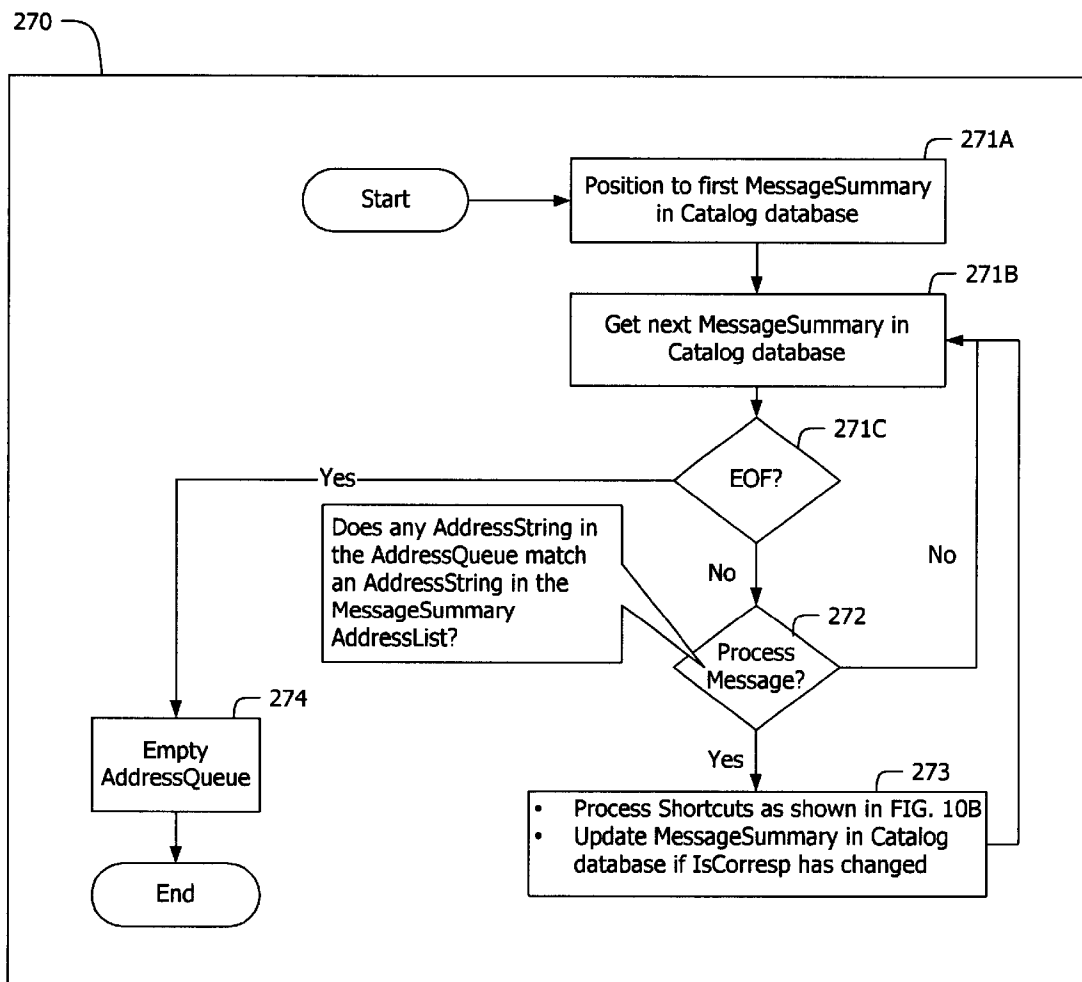 270
271A
Start
Position to first MessageSummary
in Catalog database
271B
Get next MessageSummary in
Catalog database
271C
EOF?
Yes
Does any AddressString in
the AddressQueue match
an AddressString in the
MessageSummary
AddressList?
No
No
272
Process
Message?
274
Empty
AddressQueue
Yes
273
• Process Shortcuts as shown in FIG. 10B
• Update MessageSummary in Catalog
database if IsCorresp has changed
End